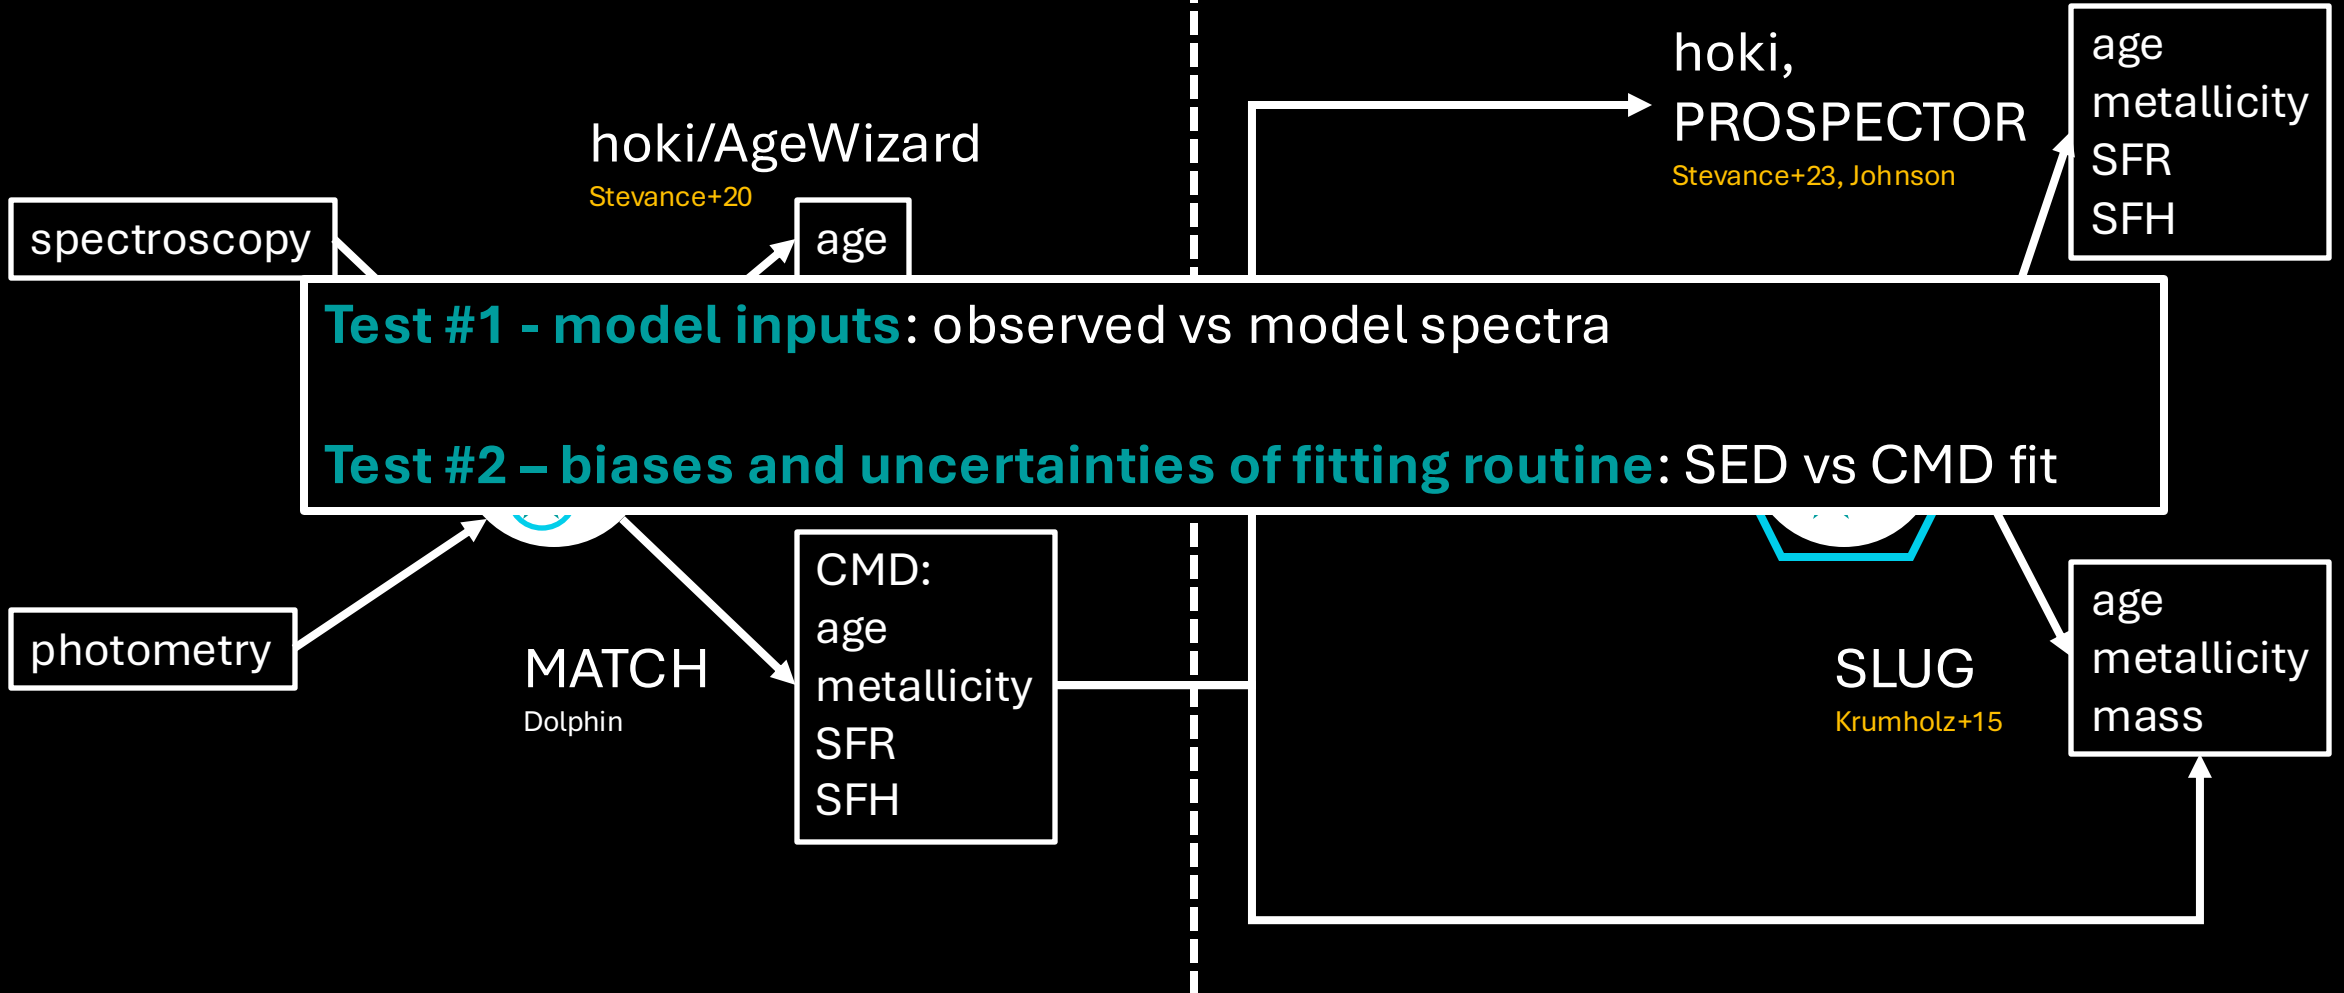 spectroscopy
hoki/AgeWizard
Stevance+20
age
hoki,
PROSPECTOR
Stevance+23, Johnson
age
metallicity
SFR
SFH
Test #1 - model inputs: observed vs model spectra
Test #2 – biases and uncertainties of fitting routine: SED vs CMD fit
photometry
MATCH
Dolphin
CMD:
age
metallicity
SFR
SFH
SLUG
Krumholz+15
age
metallicity
mass